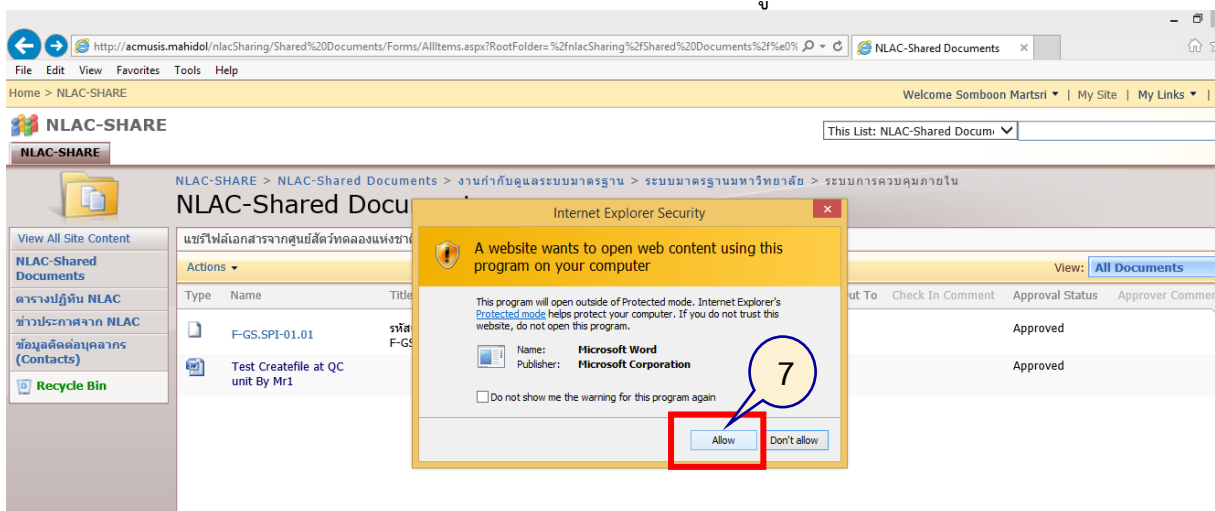 http://acmusis.mahidol/nlacSharing/Shared%20Documents/Forms/AllItems.aspx?RootFolder=%2fnlacSharing%2fShared%20Documents%2f%e0%
NLAC-Shared Documents
File Edit View Favorites Tools Help
Home > NLAC-SHARE
Welcome Somboon Martsri | My Site | My Links |
NLAC-SHARE
This List: NLAC-Shared Docum
NLAC-SHARE
NLAC-SHARE > NLAC-Shared Documents > งานกำกับดูแลระบบมาตรฐาน > ระบบมาตรฐานมหาวิทยาลัย > ระบบการควบคุมภายใน
NLAC-Shared Docu
Internet Explorer Security
View All Site Content
แชร์ไฟล์เอกสารจากศูนย์สัตว์ทดลองแห่งชาติ
A website wants to open web content using this
program on your computer
NLAC-Shared
Documents
Actions
View: All Documents
ตารางปฏิทิน NLAC
Type Name Title
ut To Check In Comment Approval Status Approver Commen
This program will open outside of Protected mode. Internet Explorer's
Protected mode helps protect your computer. If you do not trust this
website, do not open this program.
ข่าวประกาศจาก NLAC
F-GS.SPI-01.01
รหัส
F-GS
Approved
ข้อมูลติดต่อบุคลากร
(Contacts)
Name: Microsoft Word
Publisher: Microsoft Corporation
7
Test Createfile at QC
unit By Mr1
Approved
Recycle Bin
Do not show me the warning for this program again
Allow Don't allow